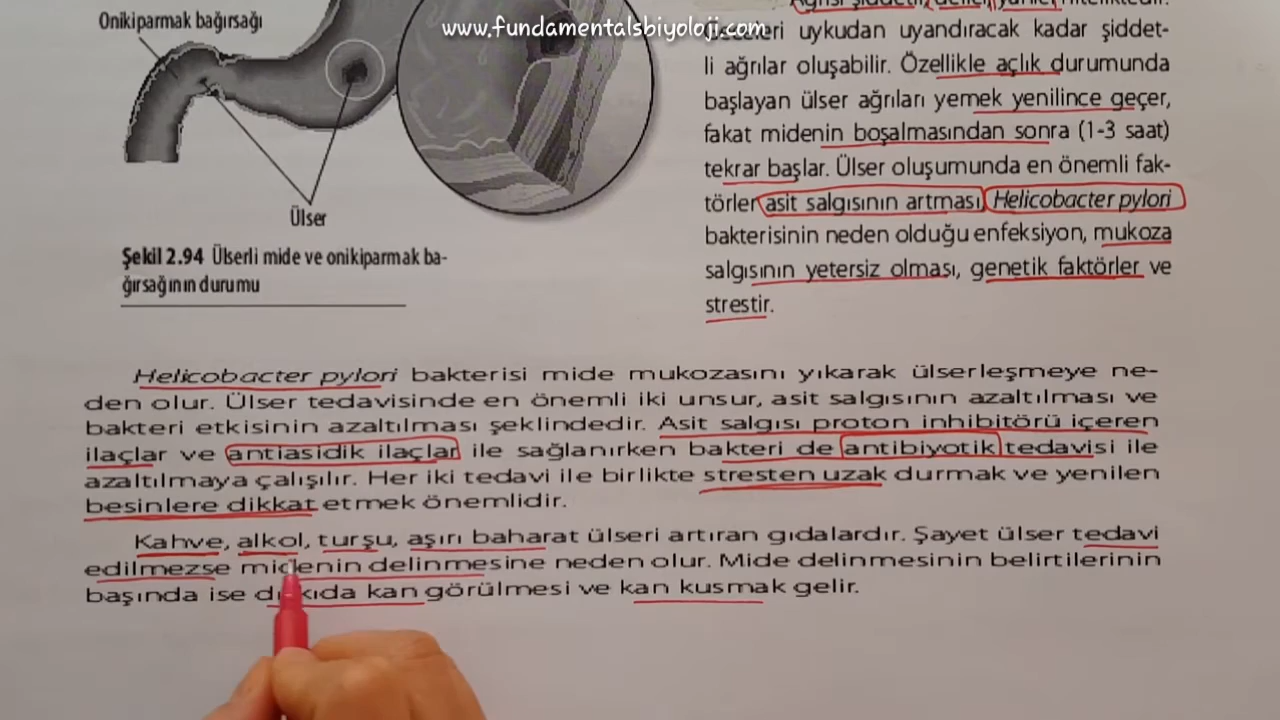 Onikiparmak bağırsağı
www.fundamentalsbiyoloji.com
Ülser
Şekil 2.94 Ülserli mide ve onikiparmak ba-
ğırsağının durumu
uykudan uyandıracak kadar şiddet-
li ağrılar oluşabilir. Özellikle açlık durumunda
başlayan ülser ağrıları yemek yenilince geçer,
fakat midenin boşalmasından sonra (1-3 saat)
tekrar başlar. Ülser oluşumunda en önemli fak-
törler asit salgısının artması, Helicobacter pylori
bakterisinin neden olduğu enfeksiyon, mukoza
salgısının yetersiz olması, genetik faktörler ve
strestir.
Helicobacter pylori bakterisi mide mukozasını yıkarak ülserleşmeye ne-
den olur. Ülser tedavisinde en önemli iki unsur, asit salgısının azaltılması ve
bakteri etkisinin azaltılması şeklindedir. Asit salgısı proton inhibitörü içeren
ilaçlar ve antiasidik ilaçlar ile sağlanırken bakteri de antibiyotik tedavisi ile
azaltılmaya çalışılır. Her iki tedavi ile birlikte stresten uzak durmak ve yenilen
besinlere dikkat etmek önemlidir.
Kahve, alkol, turşu, aşırı baharat ülseri artıran gıdalardır. Şayet ülser tedavi
edilmezse midenin delinmesine neden olur. Mide delinmesinin belirtilerinin
başında ise dışkıda kan görülmesi ve kan kusmak gelir.